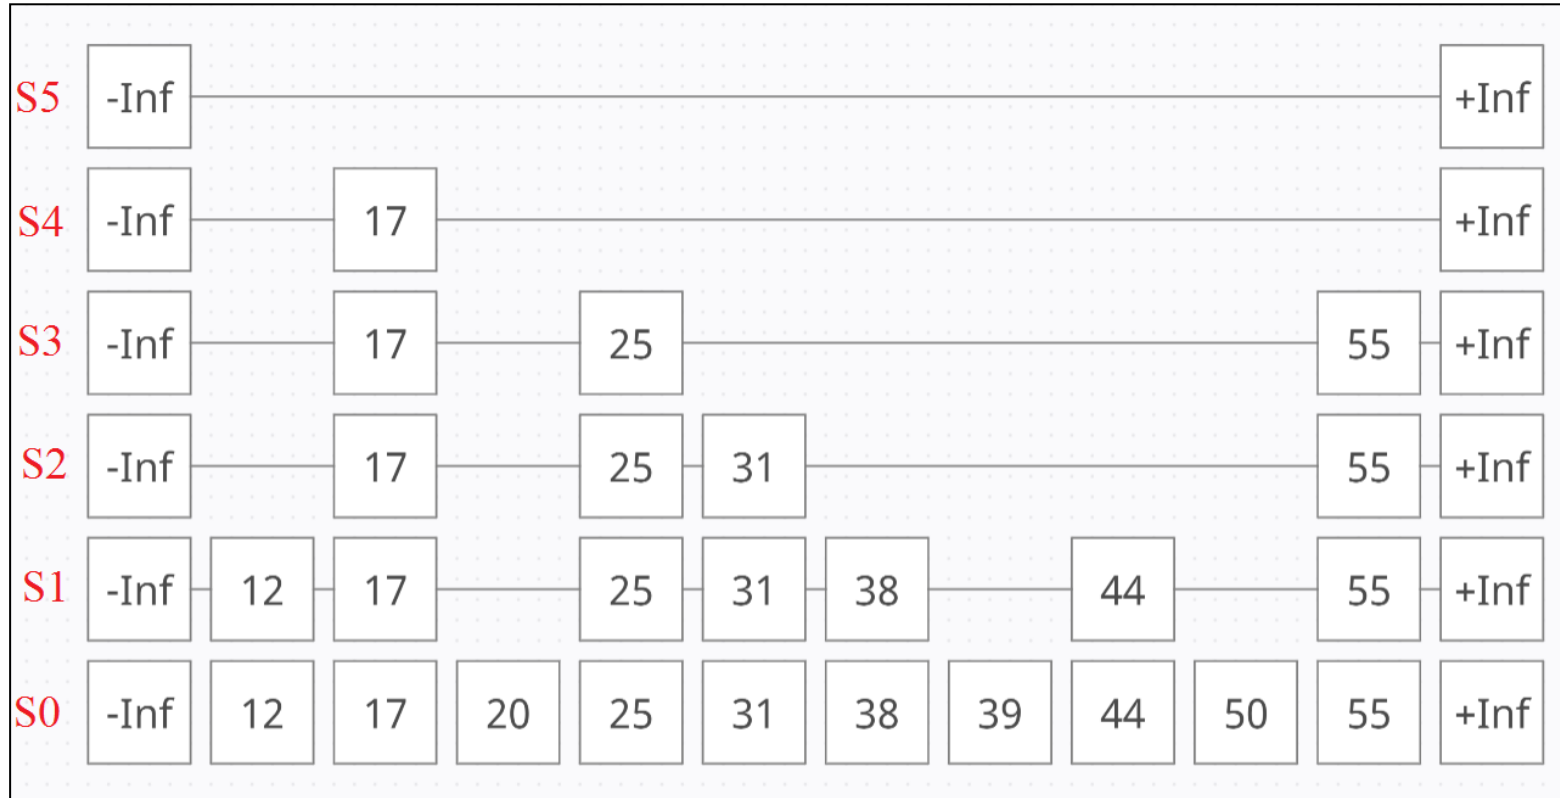 S5 -Inf +Inf
S4 -Inf 17 +Inf
S3 -Inf 17 25 55 +Inf
S2 -Inf 17 25 31 55 +Inf
S1 -Inf 12 17 25 31 38 44 55 +Inf
S0 -Inf 12 17 20 25 31 38 39 44 50 55 +Inf